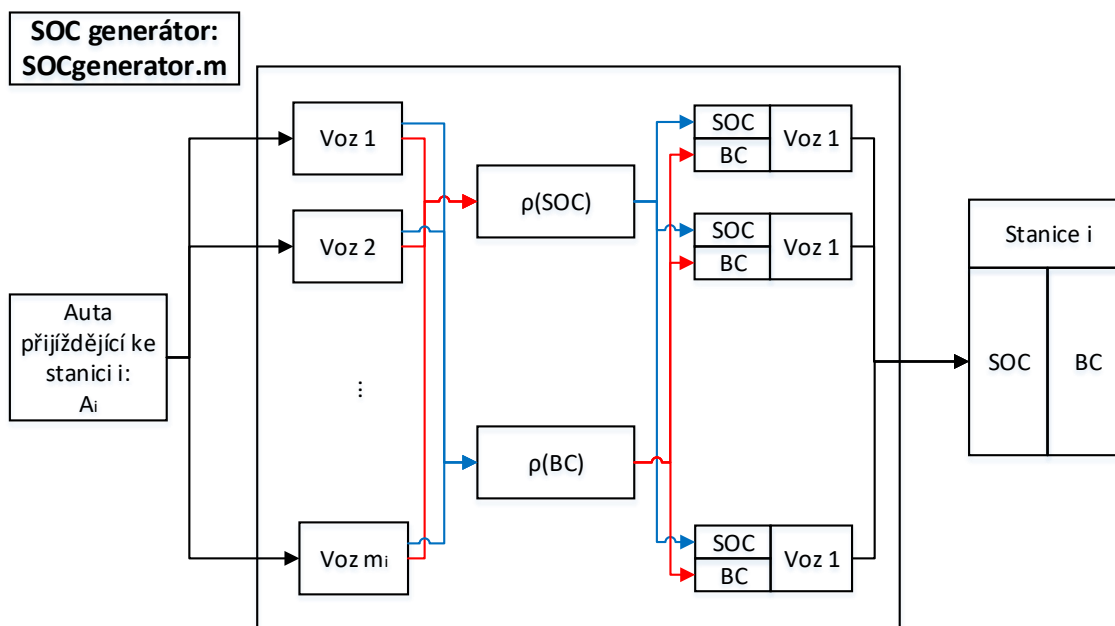 SOC generátor:
SOCgenerator.m
Auta
přijíždějící ke
stanici i:
Ai
Voz 1
Voz 2
⋮
Voz mi
ρ(SOC)
ρ(BC)
SOC
BC
Voz 1
SOC
BC
Voz 1
SOC
BC
Voz 1
Stanice i
SOC
BC